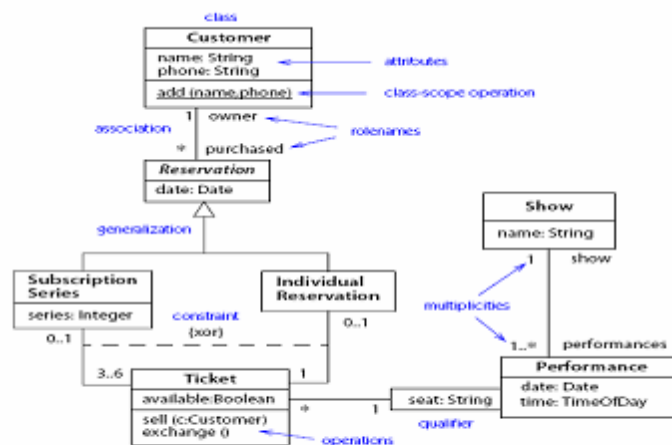 class
Customer
name: String
phone: String
attributes
add (name,phone)
class-scope operation
1 owner
association
rolenames
* purchased
Reservation
date: Date
generalization
Show
name: String
1 show
Subscription
Series
series: Integer
Individual
Reservation
constraint
{xor}
multiplicities
0..1
0..1
1..* performances
3..6
1
Ticket
available:Boolean
sell (c:Customer)
exchange ()
operations
* 1
seat: String
qualifier
Performance
date: Date
time: TimeOfDay